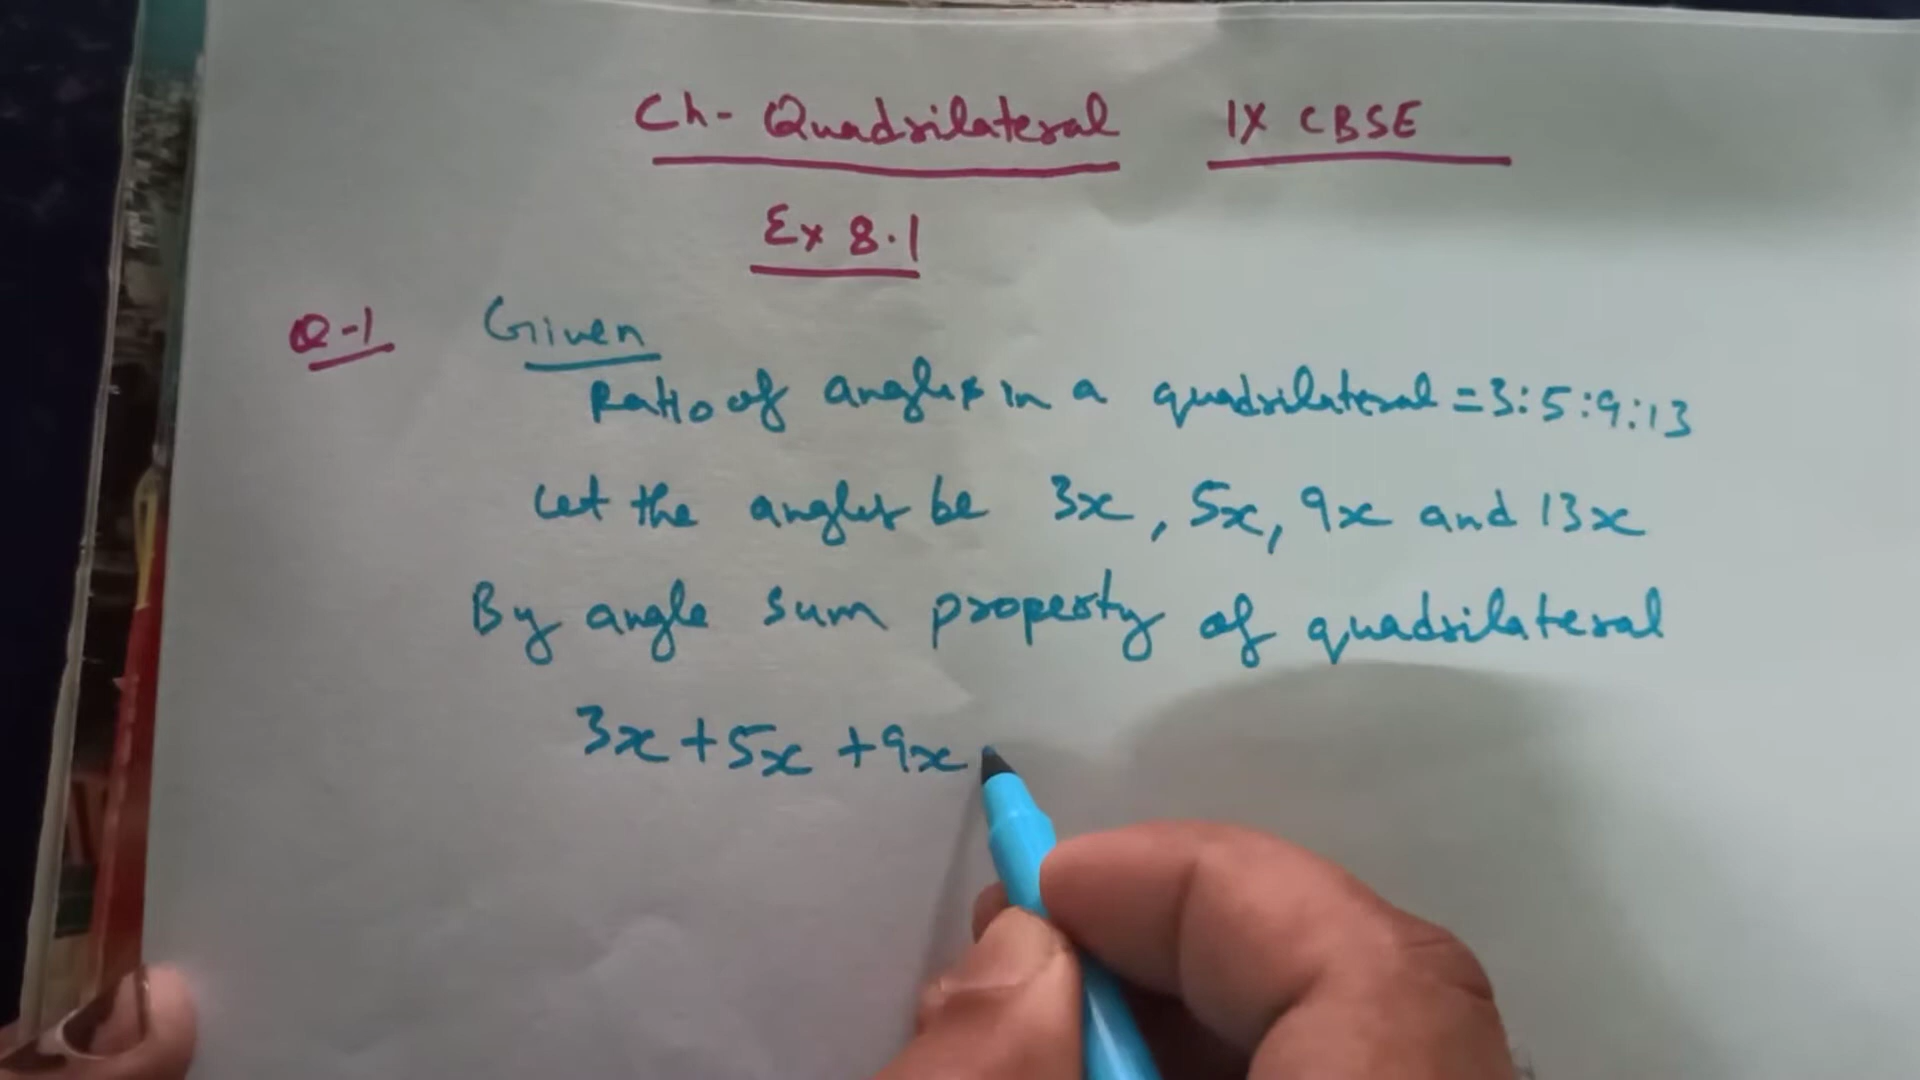 Ch- Quadrilateral IX CBSE
Ex 8.1
Q-1 Given
Ratio of angles in a quadrilateral = 3:5:9:13
Let the angles be 3x, 5x, 9x and 13x
By angle sum property of quadrilateral
3x + 5x + 9x